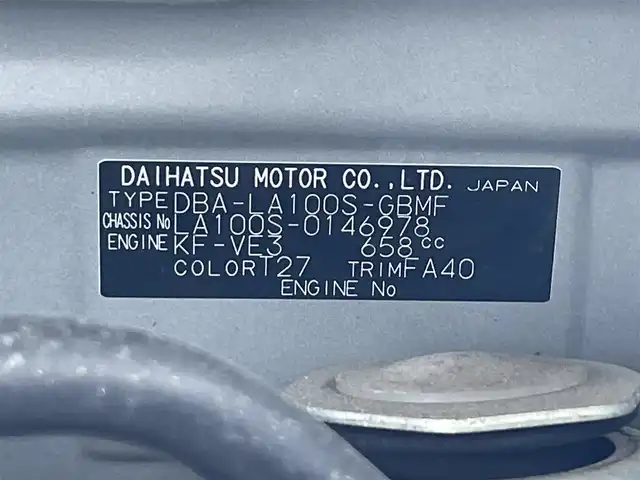 DAIHATSU MOTOR CO.,LTD. JAPAN
TYPE DBA-LA100S-GBMF
CHASSIS No LA100S-0146978
ENGINE KF-VE3 658cc
COLOR T27 TRIM FA40
ENGINE No